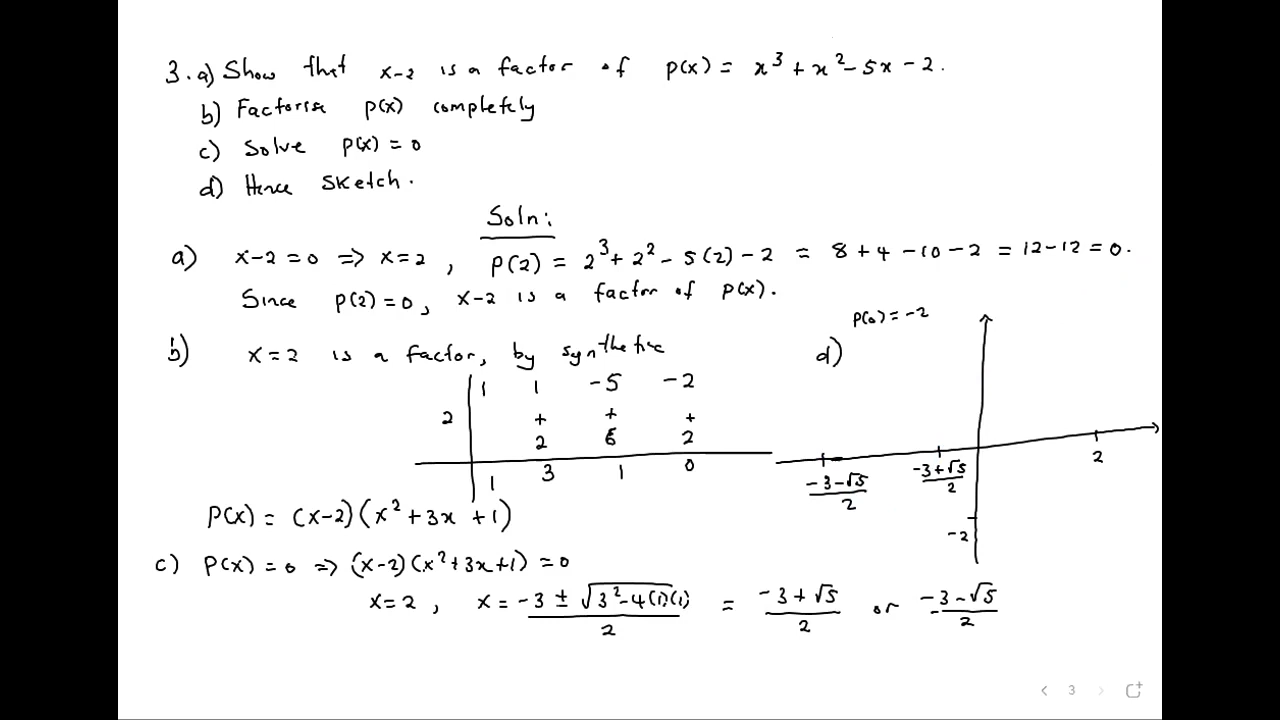 3. a) Show that x-2 is a factor of p(x) = x³ + x² - 5x - 2.
b) Factorise p(x) completely
c) Solve p(x) = 0
d) Hence sketch.
Soln:
a) x-2 = 0 ⇒ x = 2, p(2) = 2³ + 2² - 5(2) - 2 = 8 + 4 - 10 - 2 = 12 - 12 = 0.
Since p(2) = 0, x-2 is a factor of p(x).
b) x = 2 is a factor, by synthetic
1 1 -5 -2
2 + + +
2 6 2
1 3 1 0
p(x) = (x-2)(x² + 3x + 1)
d) p(0) = -2
(-3-√5)/2 (-3+√5)/2 2
-2
c) p(x) = 0 ⇒ (x-2)(x² + 3x + 1) = 0
x = 2, x = (-3 ± √(3² - 4(1)(1)))/2 = (-3 + √5)/2 or (-3 - √5)/2
3